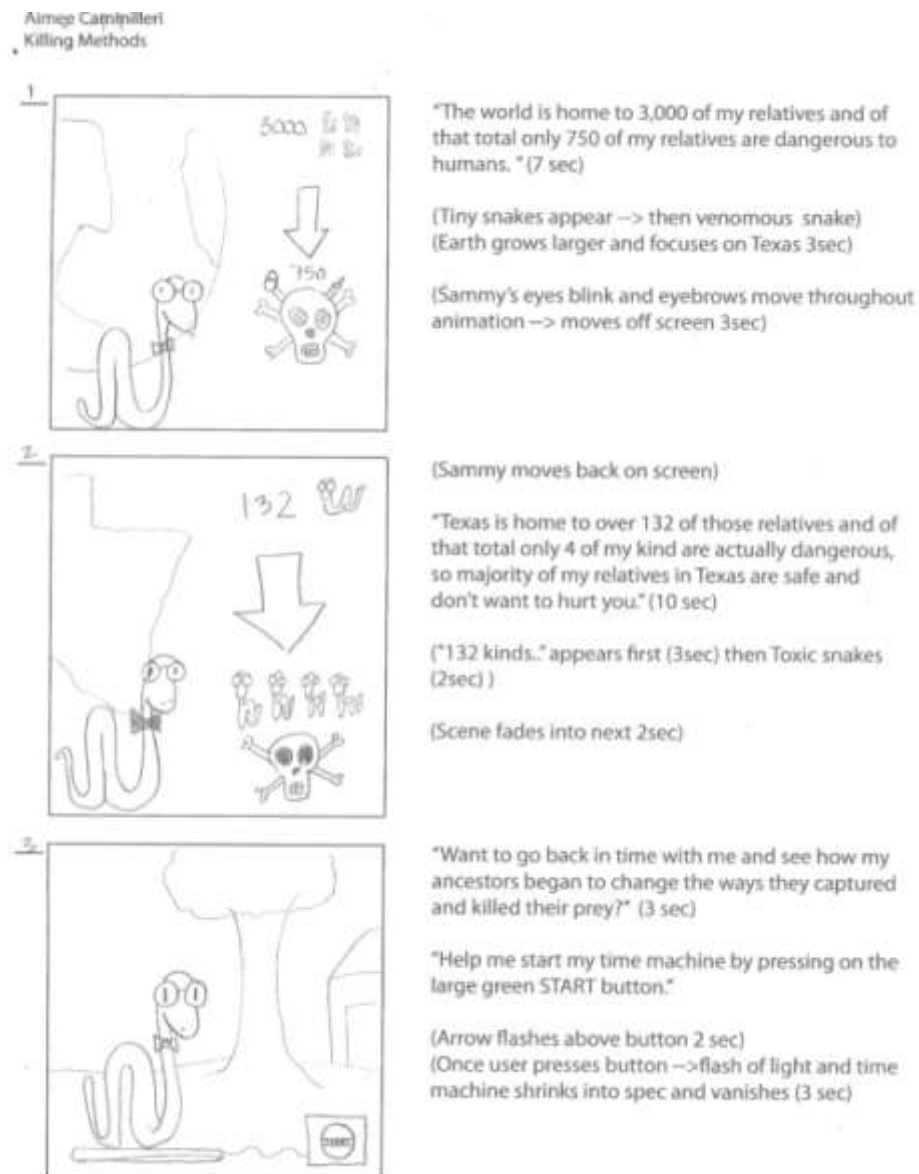 Aimee Cammilleri
Killing Methods
1
3000
750
"The world is home to 3,000 of my relatives and of
that total only 750 of my relatives are dangerous to
humans. " (7 sec)
(Tiny snakes appear --> then venomous snake)
(Earth grows larger and focuses on Texas 3sec)
(Sammy's eyes blink and eyebrows move throughout
animation --> moves off screen 3sec)
2
132
(Sammy moves back on screen)
"Texas is home to over 132 of those relatives and of
that total only 4 of my kind are actually dangerous,
so majority of my relatives in Texas are safe and
don't want to hurt you." (10 sec)
("132 kinds.." appears first (3sec) then Toxic snakes
(2sec) )
(Scene fades into next 2sec)
3
"Want to go back in time with me and see how my
ancestors began to change the ways they captured
and killed their prey?" (3 sec)
"Help me start my time machine by pressing on the
large green START button."
(Arrow flashes above button 2 sec)
(Once user presses button -->flash of light and time
machine shrinks into spec and vanishes (3 sec)
START